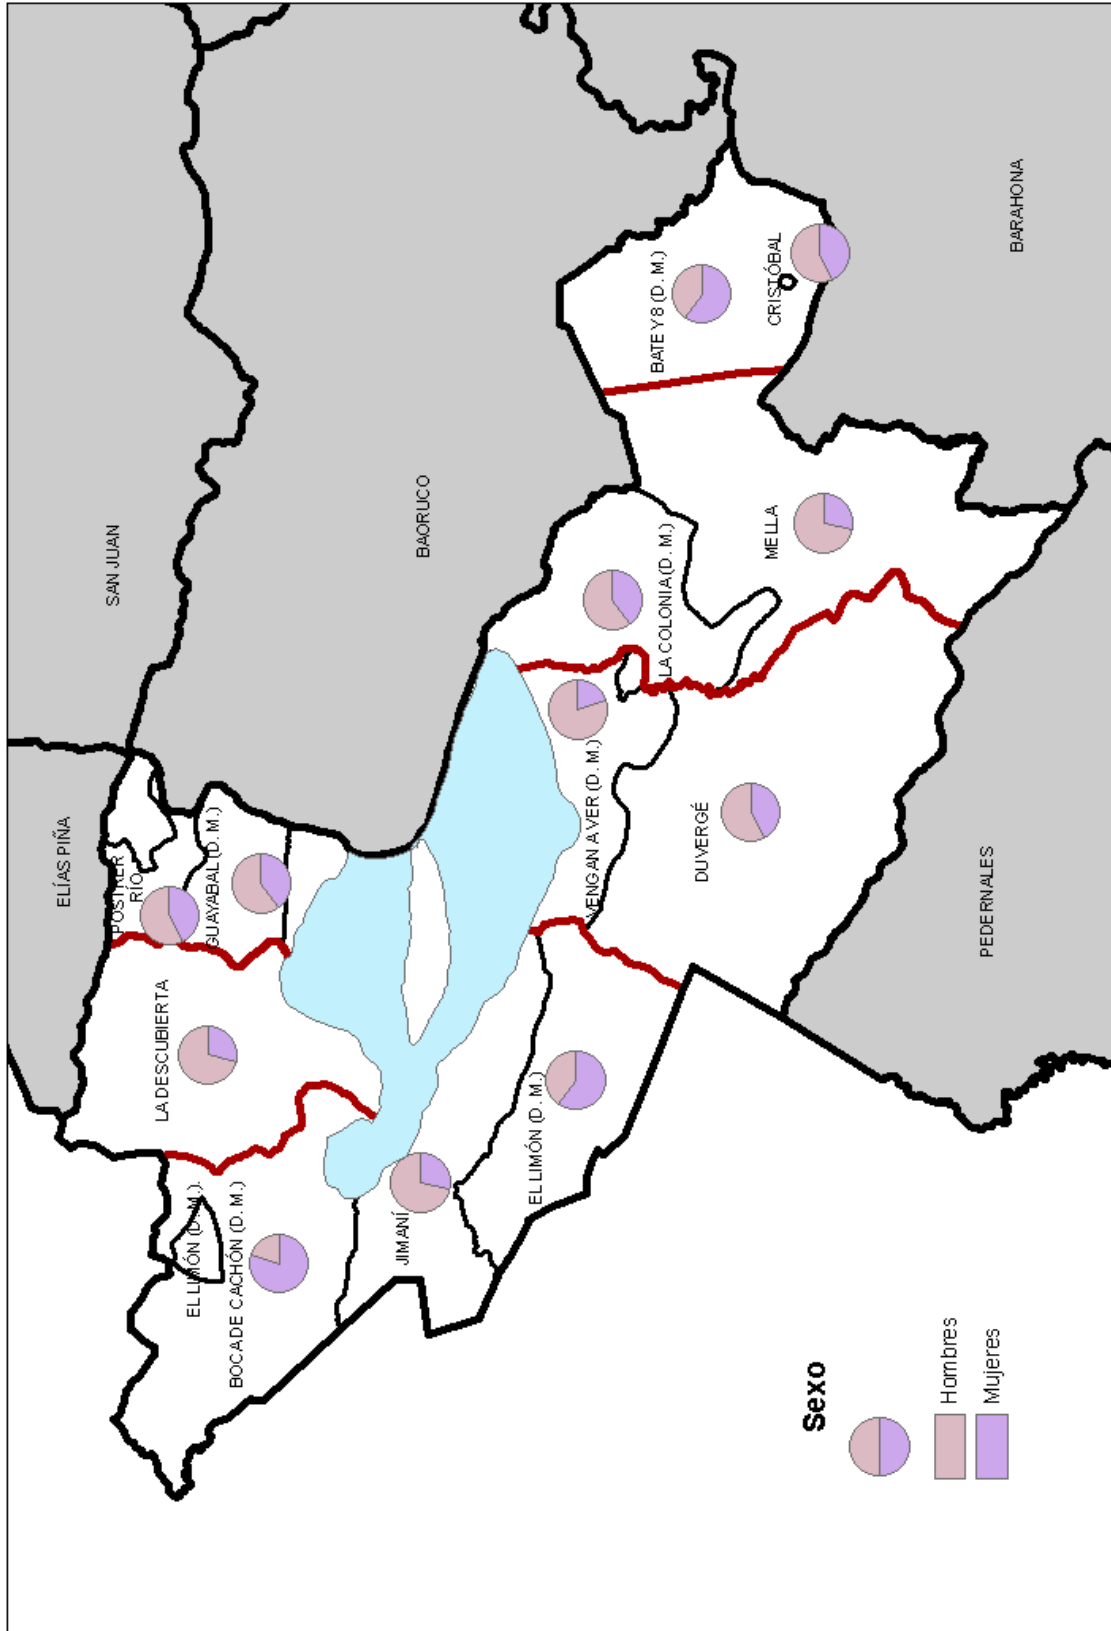 ELÍAS PIÑA
SAN JUAN
POSTRER
RÍO
GUAYABAL (D. M.)
LA DESCUBIERTA
EL LIMÓN (D. M.)
BOCA DE CACHÓN (D. M.)
JIMANÍ
EL LIMÓN (D. M.)
BAORUCO
VENGAN A VER (D. M.)
LA COLONIA (D. M.)
DUVERGÉ
MELLA
BATEY 8 (D. M.)
CRISTÓBAL
BARAHONA
PEDERNALES
Sexo
Hombres
Mujeres